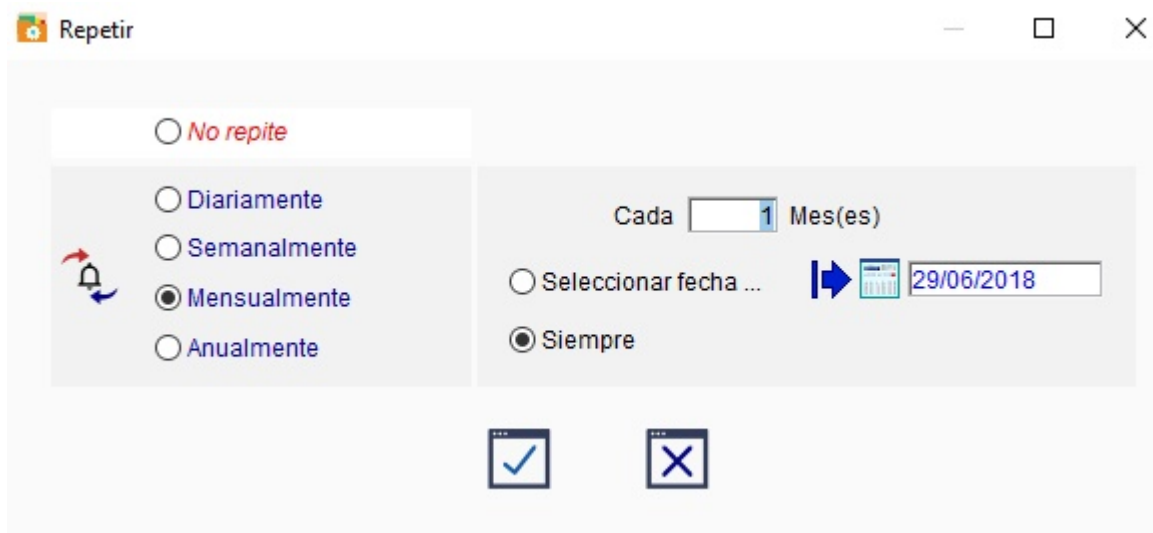 Repetir
No repite
Diariamente
Semanalmente
Mensualmente
Anualmente
Cada 1 Mes(es)
Seleccionar fecha ... 29/06/2018
Siempre